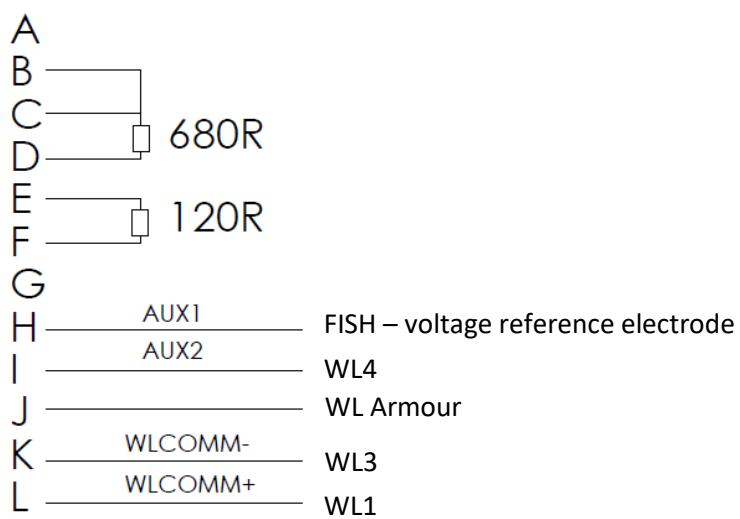 A
B
C
680R
D
E
120R
F
G
AUX1
H FISH – voltage reference electrode
AUX2
I WL4
J WL Armour
WLCOMM-
K WL3
WLCOMM+
L WL1